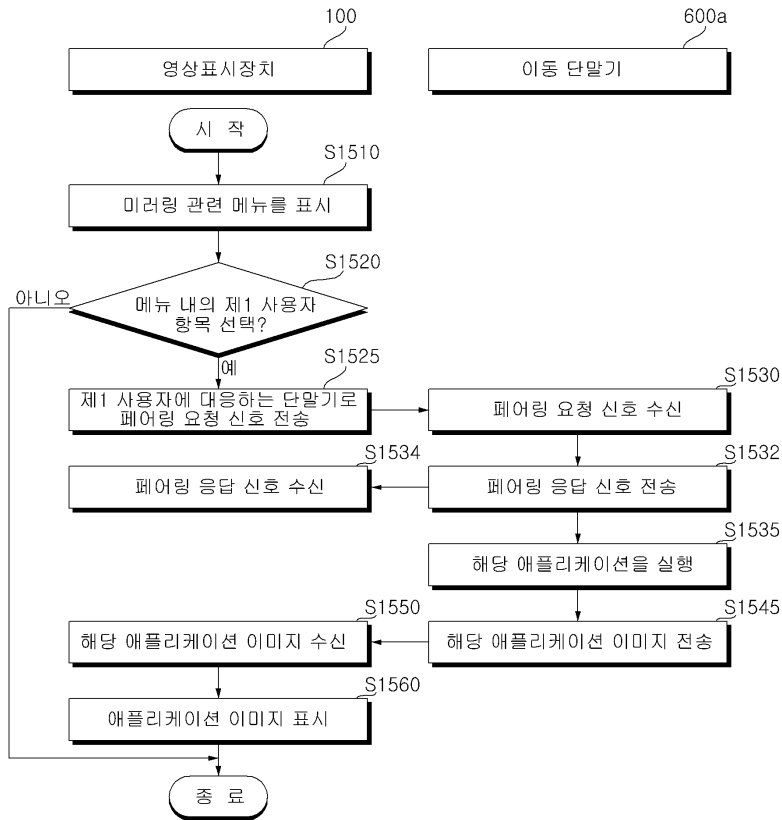 100
600a
영상표시장치
이동 단말기
시 작
S1510
미러링 관련 메뉴를 표시
S1520
아니오
메뉴 내의 제1 사용자
항목 선택?
예
S1525
S1530
제1 사용자에 대응하는 단말기로
페어링 요청 신호 전송
페어링 요청 신호 수신
S1534
S1532
페어링 응답 신호 수신
페어링 응답 신호 전송
S1535
해당 애플리케이션을 실행
S1550
S1545
해당 애플리케이션 이미지 수신
해당 애플리케이션 이미지 전송
S1560
애플리케이션 이미지 표시
종 료